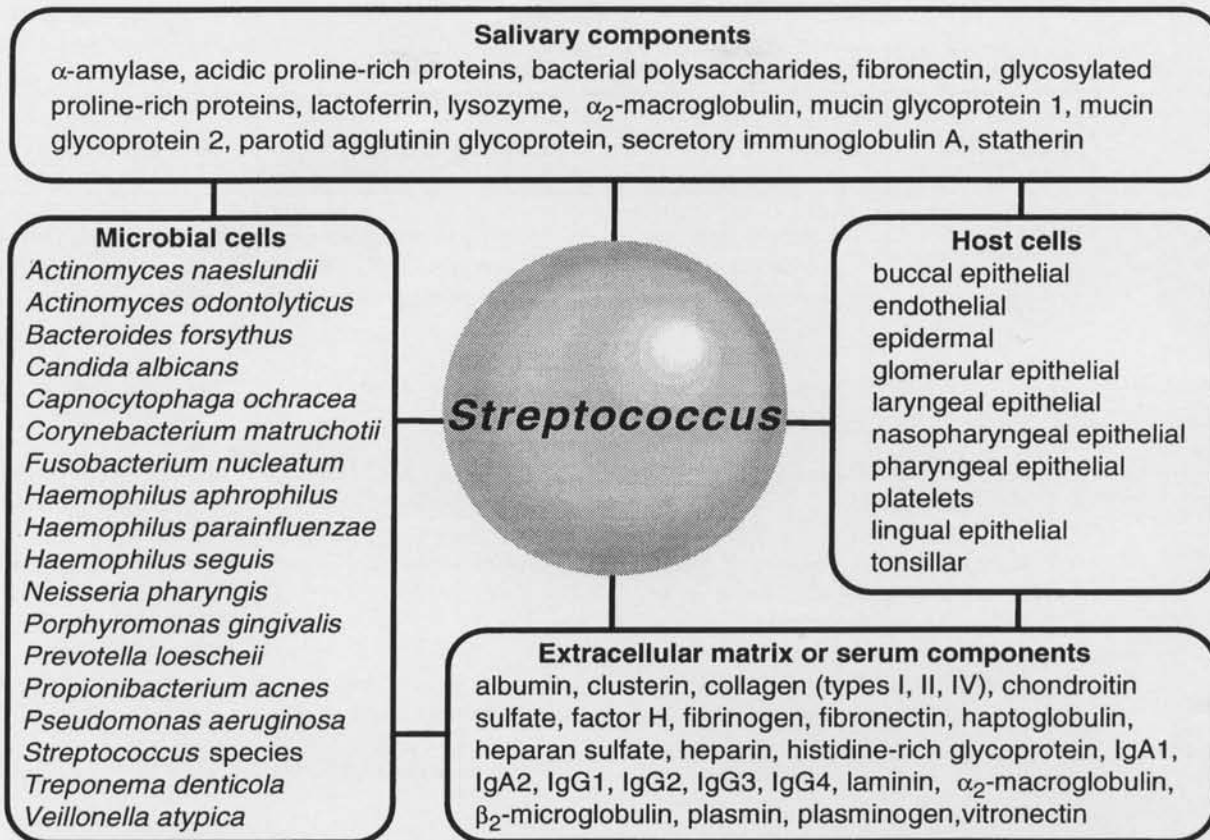 Salivary components
α-amylase, acidic proline-rich proteins, bacterial polysaccharides, fibronectin, glycosylated
proline-rich proteins, lactoferrin, lysozyme, α₂-macroglobulin, mucin glycoprotein 1, mucin
glycoprotein 2, parotid agglutinin glycoprotein, secretory immunoglobulin A, statherin
Microbial cells
Actinomyces naeslundii
Actinomyces odontolyticus
Bacteroides forsythus
Candida albicans
Capnocytophaga ochracea
Corynebacterium matruchotii
Fusobacterium nucleatum
Haemophilus aphrophilus
Haemophilus parainfluenzae
Haemophilus seguis
Neisseria pharyngis
Porphyromonas gingivalis
Prevotella loescheii
Propionibacterium acnes
Pseudomonas aeruginosa
Streptococcus species
Treponema denticola
Veillonella atypica
Streptococcus
Host cells
buccal epithelial
endothelial
epidermal
glomerular epithelial
laryngeal epithelial
nasopharyngeal epithelial
pharyngeal epithelial
platelets
lingual epithelial
tonsillar
Extracellular matrix or serum components
albumin, clusterin, collagen (types I, II, IV), chondroitin
sulfate, factor H, fibrinogen, fibronectin, haptoglobulin,
heparan sulfate, heparin, histidine-rich glycoprotein, IgA1,
IgA2, IgG1, IgG2, IgG3, IgG4, laminin, α₂-macroglobulin,
β₂-microglobulin, plasmin, plasminogen,vitronectin